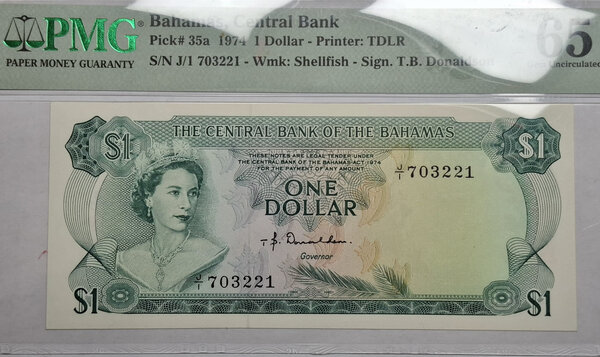 PMG
PAPER MONEY GUARANTY
Bahamas, Central Bank
Pick# 35a 1974 1 Dollar - Printer: TDLR
S/N J/1 703221 - Wmk: Shellfish - Sign. T.B. Donaldson
65
Uncirculated
THE CENTRAL BANK OF THE BAHAMAS
$1
$1
THESE NOTES ARE LEGAL TENDER UNDER
THE CENTRAL BANK OF THE BAHAMAS ACT, 1974
FOR THE PAYMENT OF ANY AMOUNT
J/1 703221
ONE
DOLLAR
T B. Donaldson.
Governor
J/1 703221
$1
$1